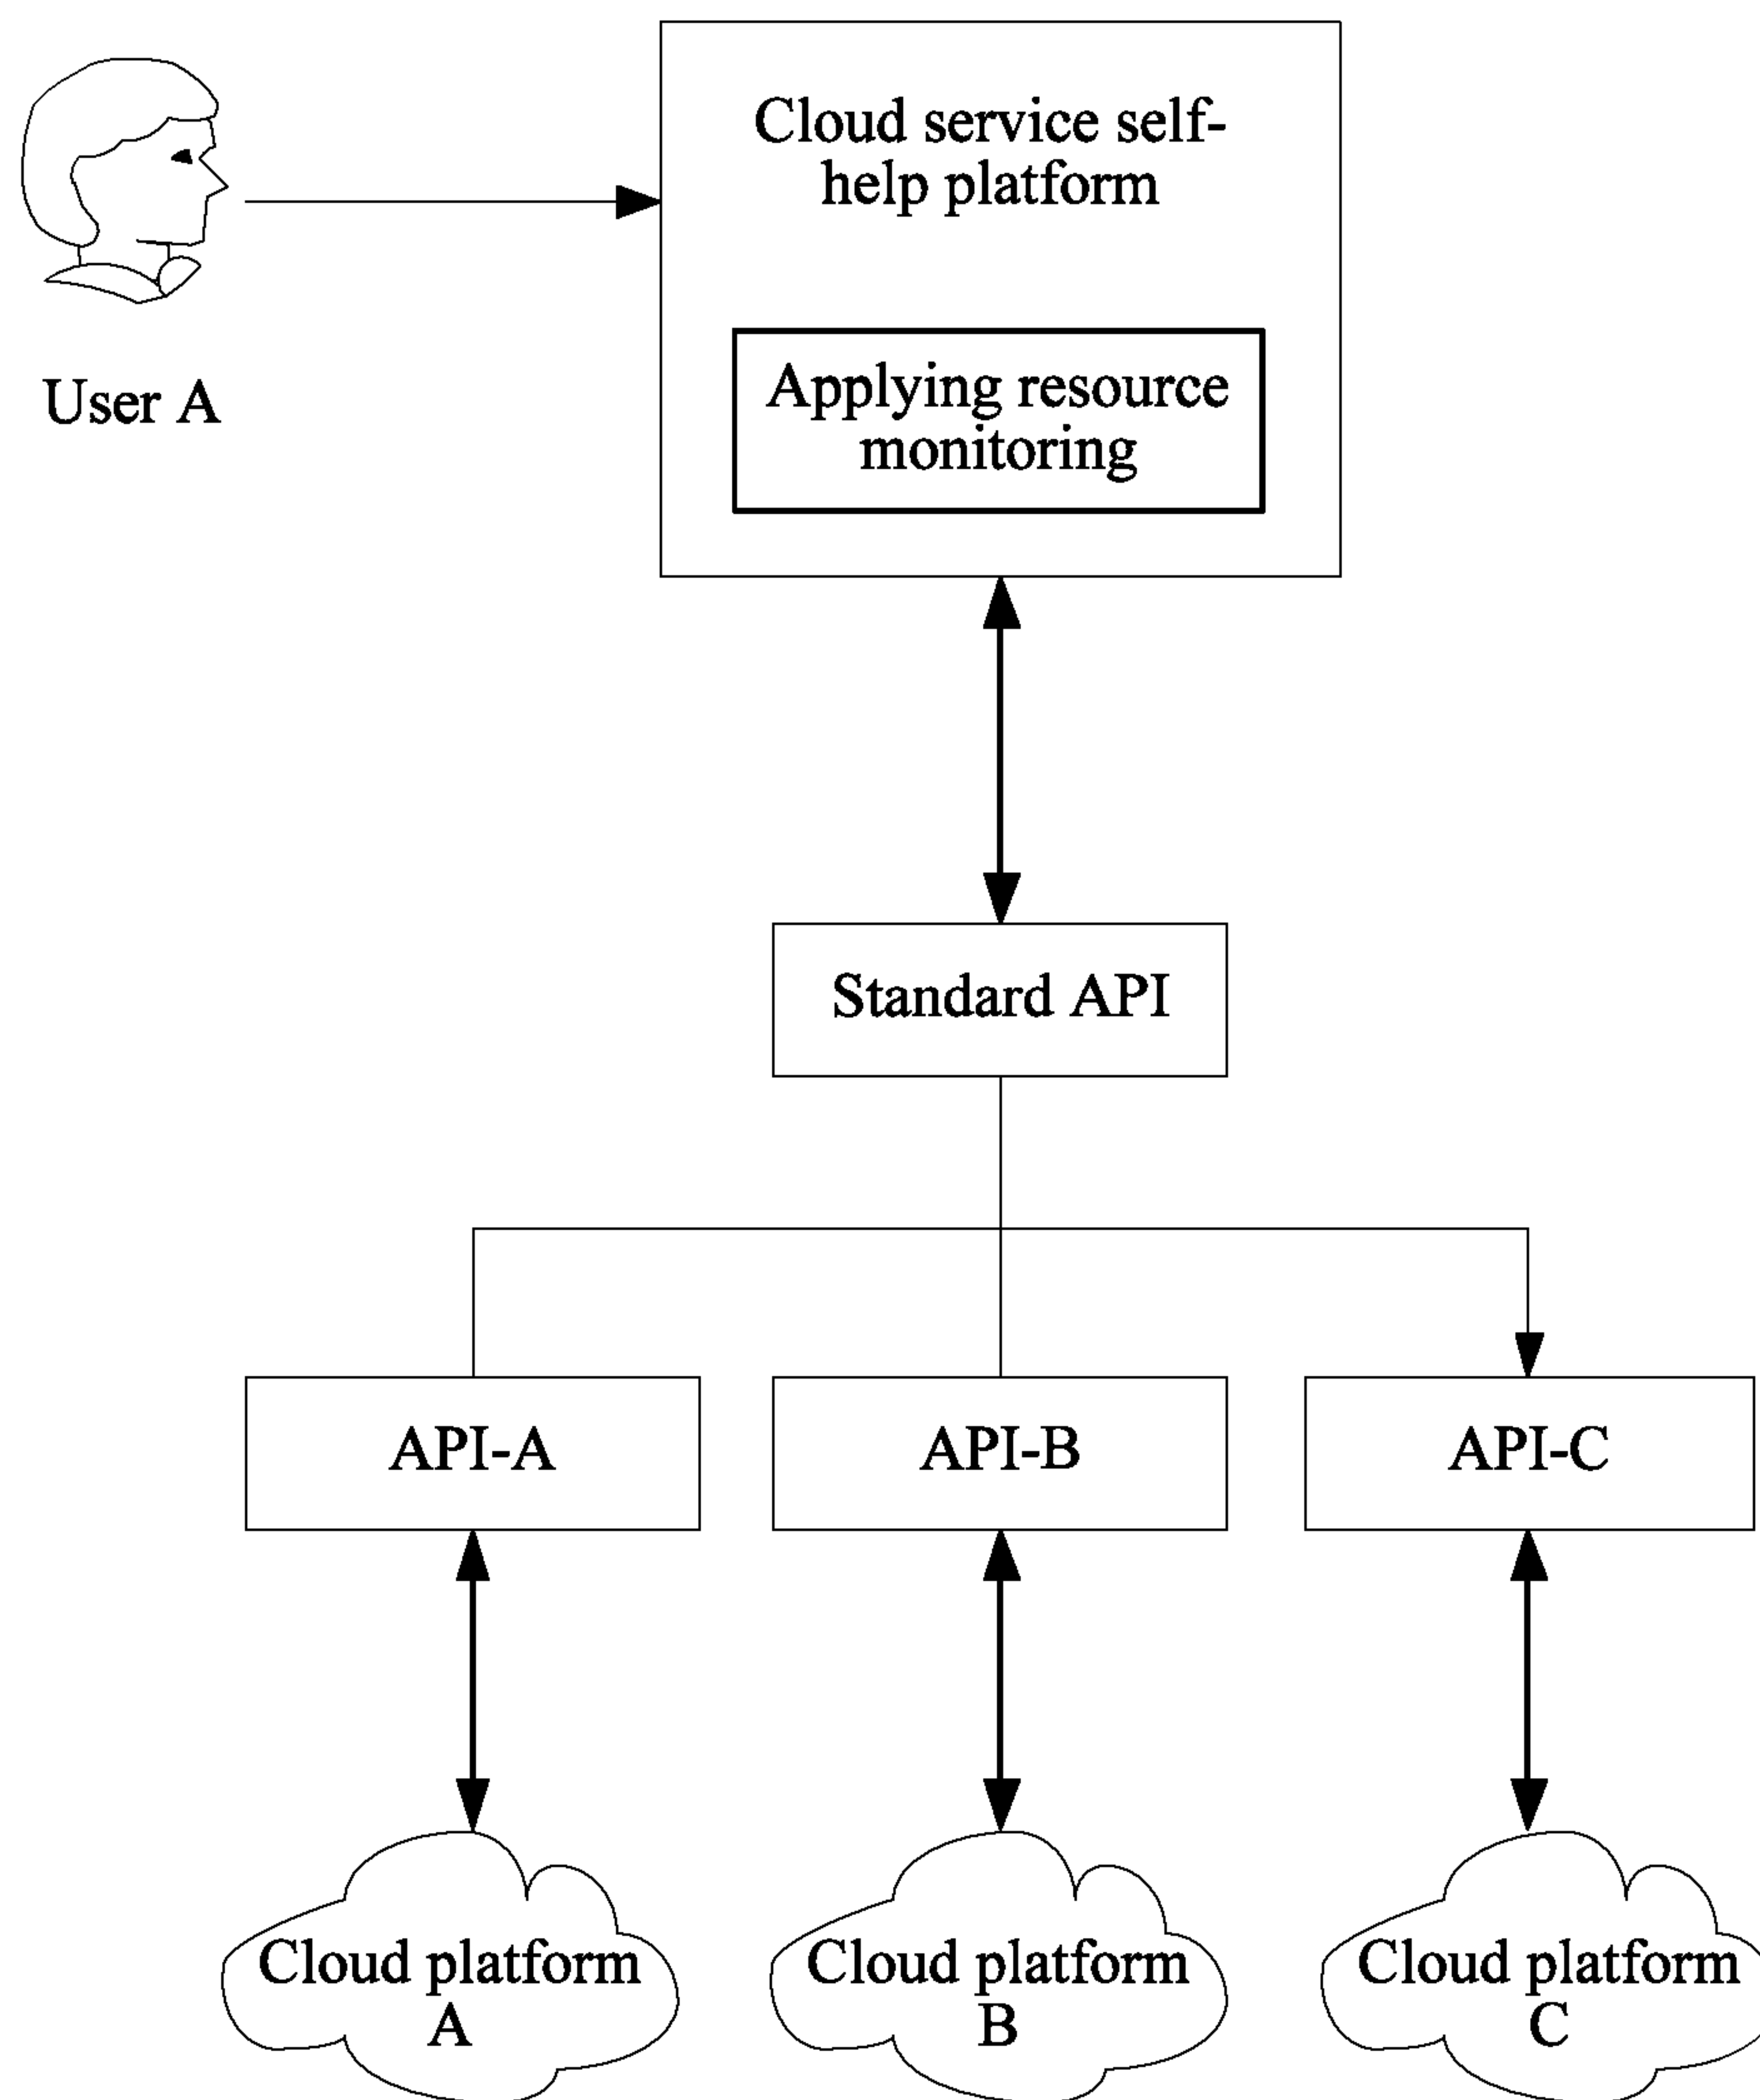 Cloud service self-
help platform
Applying resource
monitoring
User A
Standard API
API-A
API-B
API-C
Cloud platform
A
Cloud platform
B
Cloud platform
C